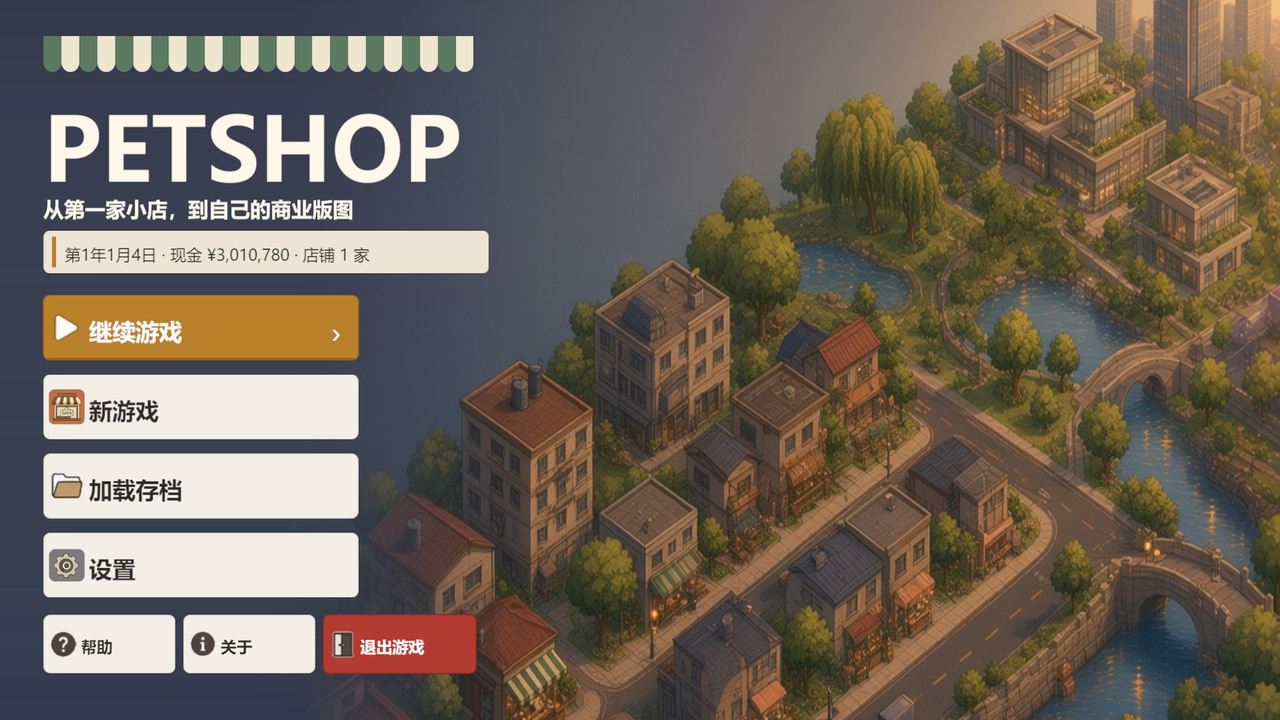 PETSHOP
从第一家小店，到自己的商业版图
第1年1月4日 · 现金 ¥3,010,780 · 店铺 1 家
继续游戏 ›
新游戏
加载存档
设置
? 帮助
i 关于
退出游戏